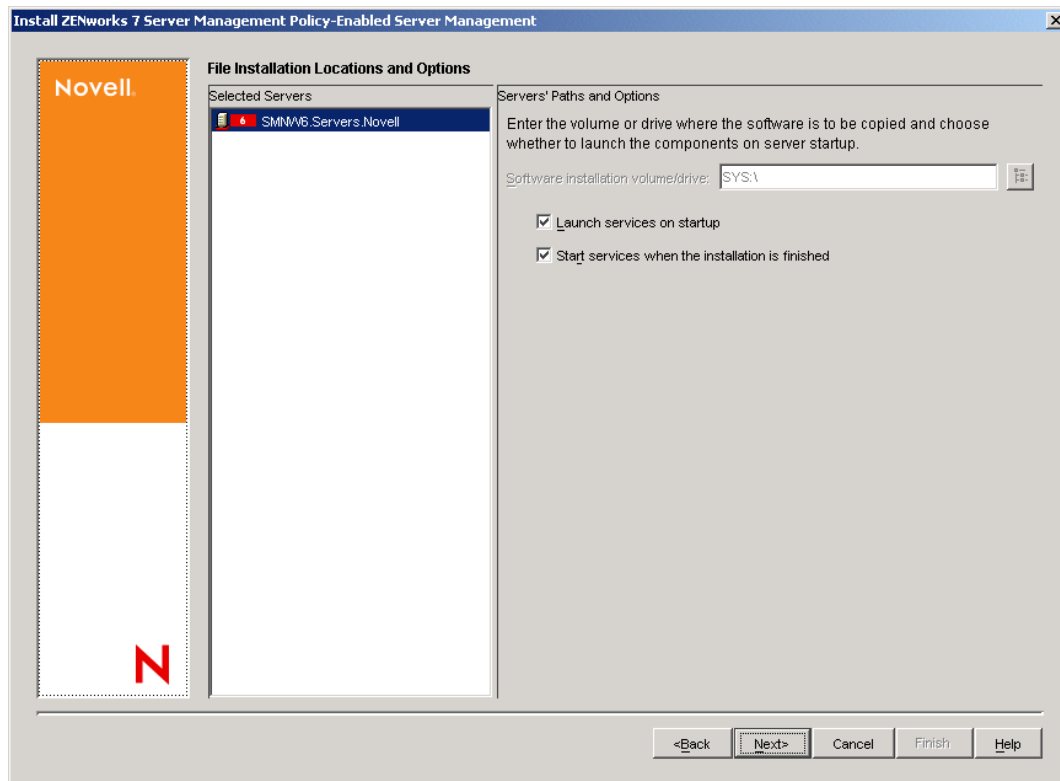 Install ZENworks 7 Server Management Policy-Enabled Server Management
Novell.
File Installation Locations and Options
Selected Servers
6 SMNW6.Servers.Novell
Servers' Paths and Options
Enter the volume or drive where the software is to be copied and choose
whether to launch the components on server startup.
Software installation volume/drive: SYS:\
Launch services on startup
Start services when the installation is finished
N
<Back Next> Cancel Finish Help